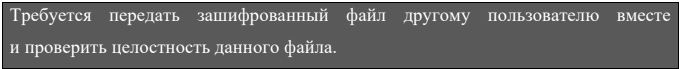 Требуется передать зашифрованный файл другому пользователю вместе
и проверить целостность данного файла.